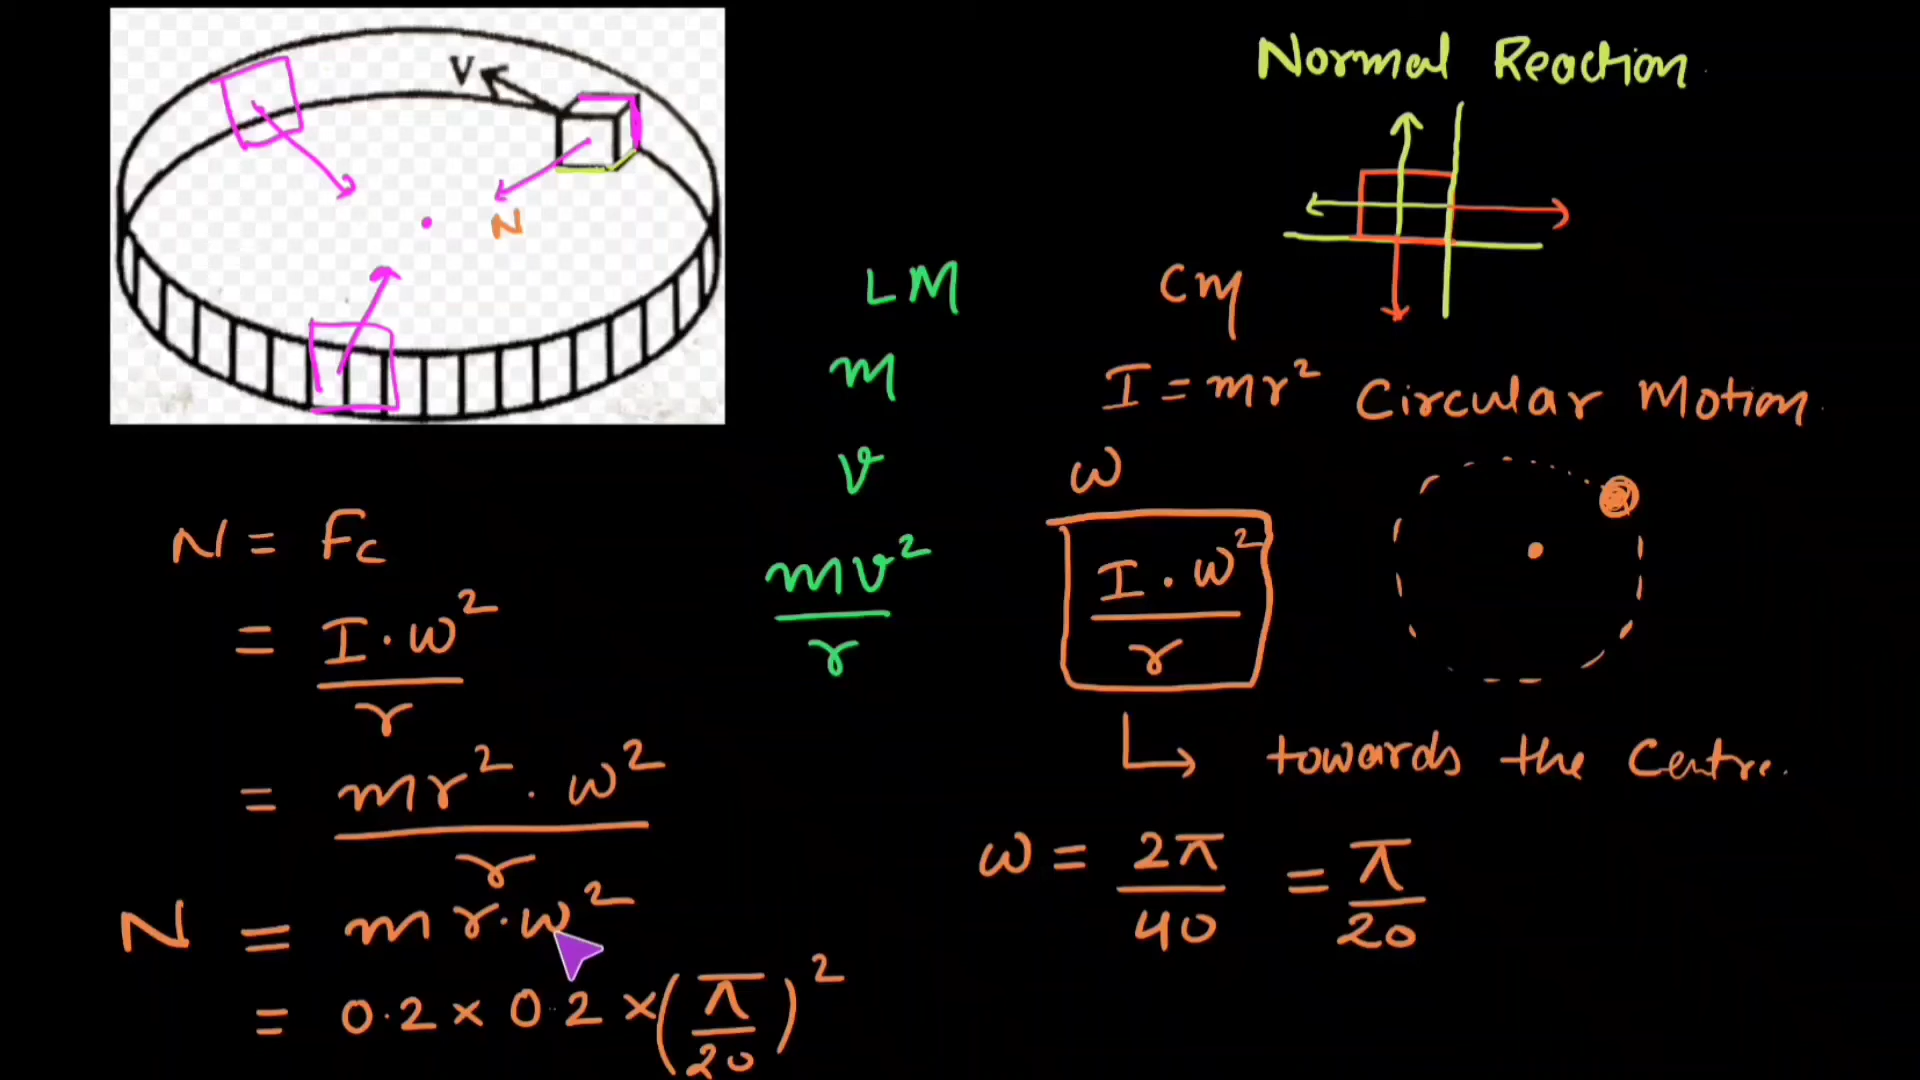 V
N
Normal Reaction
LM
m
v
mv²
r
CM
I = mr² Circular Motion
ω
I · ω²
r
↳ towards the Centre.
N = Fc
= I · ω²
r
= mr² · ω²
r
N = m r · ω²
= 0.2 × 0.2 × (π/20)²
ω = 2π/40 = π/20